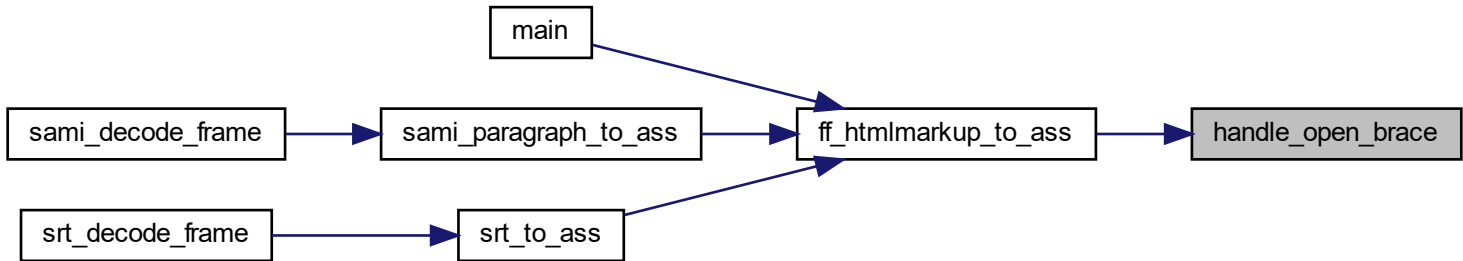 main
sami_decode_frame
sami_paragraph_to_ass
ff_htmlmarkup_to_ass
handle_open_brace
srt_decode_frame
srt_to_ass